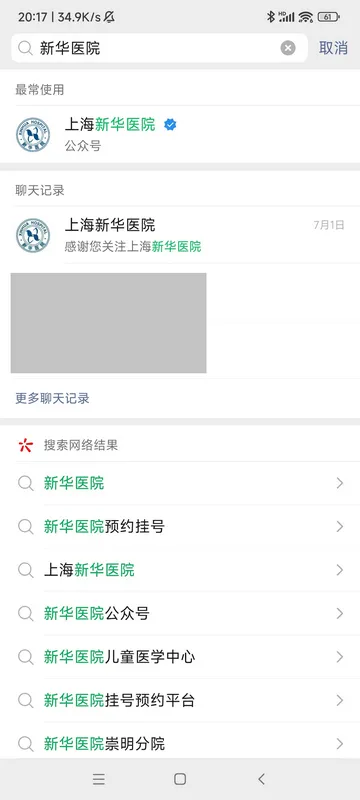 20:17 | 34.9K/s
61
新华医院
取消
最常使用
上海新华医院
公众号
聊天记录
上海新华医院
7月1日
感谢您关注上海新华医院
更多聊天记录
搜索网络结果
新华医院
新华医院预约挂号
上海新华医院
新华医院公众号
新华医院儿童医学中心
新华医院挂号预约平台
新华医院崇明分院